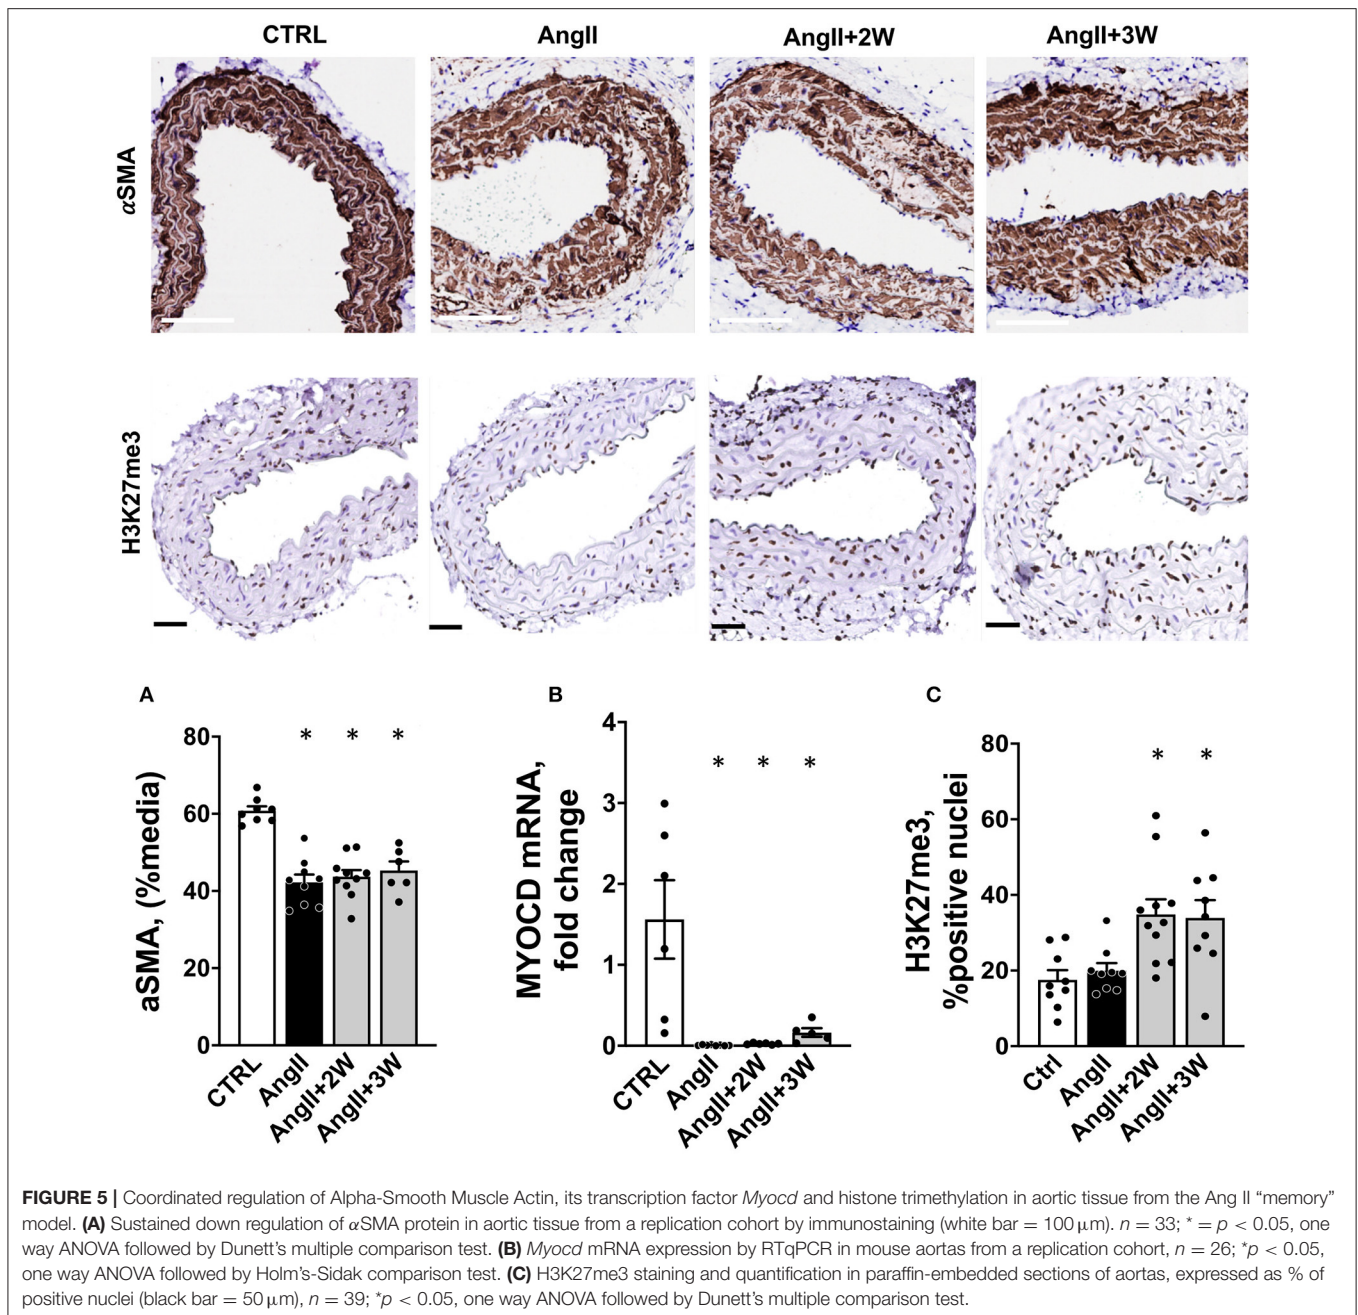 CTRL AngII AngII+2W AngII+3W
αSMA
H3K27me3
A
aSMA, (%media)
80
60
40
20
0
* * *
CTRL AngII AngII+2W AngII+3W
B
MYOCD mRNA,
fold change
4
3
2
1
0
* * *
CTRL AngII AngII+2W AngII+3W
C
H3K27me3,
%positive nuclei
80
60
40
20
0
* *
Ctrl AngII AngII+2W AngII+3W
FIGURE 5 | Coordinated regulation of Alpha-Smooth Muscle Actin, its transcription factor Myocd and histone trimethylation in aortic tissue from the Ang II “memory”
model. (A) Sustained down regulation of αSMA protein in aortic tissue from a replication cohort by immunostaining (white bar = 100 μm). n = 33; * = p < 0.05, one
way ANOVA followed by Dunett’s multiple comparison test. (B) Myocd mRNA expression by RTqPCR in mouse aortas from a replication cohort, n = 26; *p < 0.05,
one way ANOVA followed by Holm’s-Sidak comparison test. (C) H3K27me3 staining and quantification in paraffin-embedded sections of aortas, expressed as % of
positive nuclei (black bar = 50 μm), n = 39; *p < 0.05, one way ANOVA followed by Dunett’s multiple comparison test.